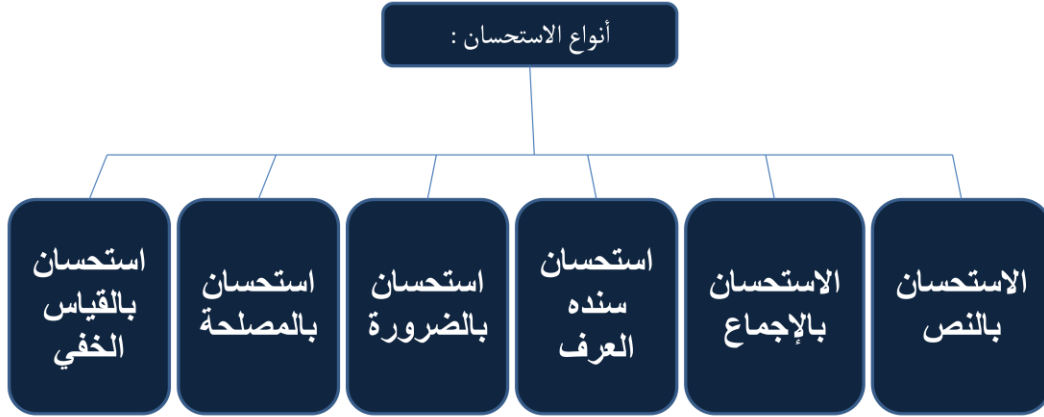 أنواع الاستحسان :
الاستحسان
بالنص
الاستحسان
بالإجماع
استحسان
سنده
العرف
استحسان
بالضرورة
استحسان
بالمصلحة
استحسان
بالقياس
الخفي